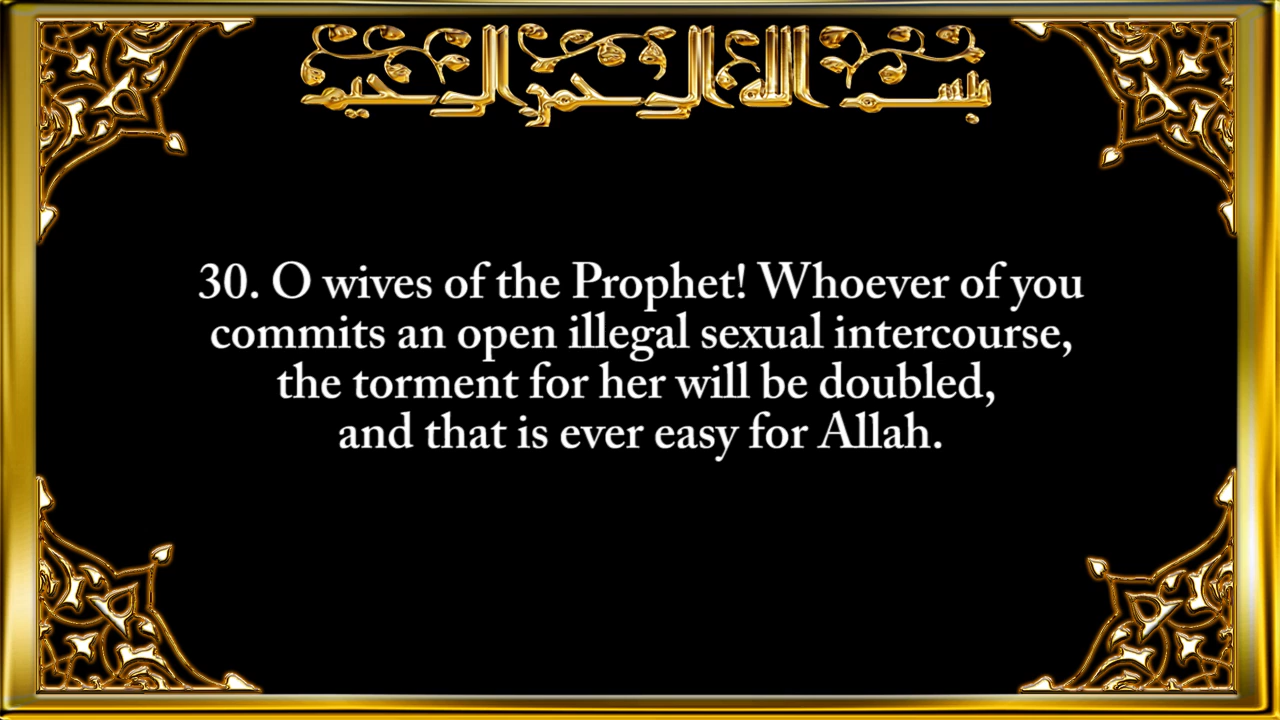 بسم الله الرحمن الرحيم
30. O wives of the Prophet! Whoever of you
commits an open illegal sexual intercourse,
the torment for her will be doubled,
and that is ever easy for Allah.